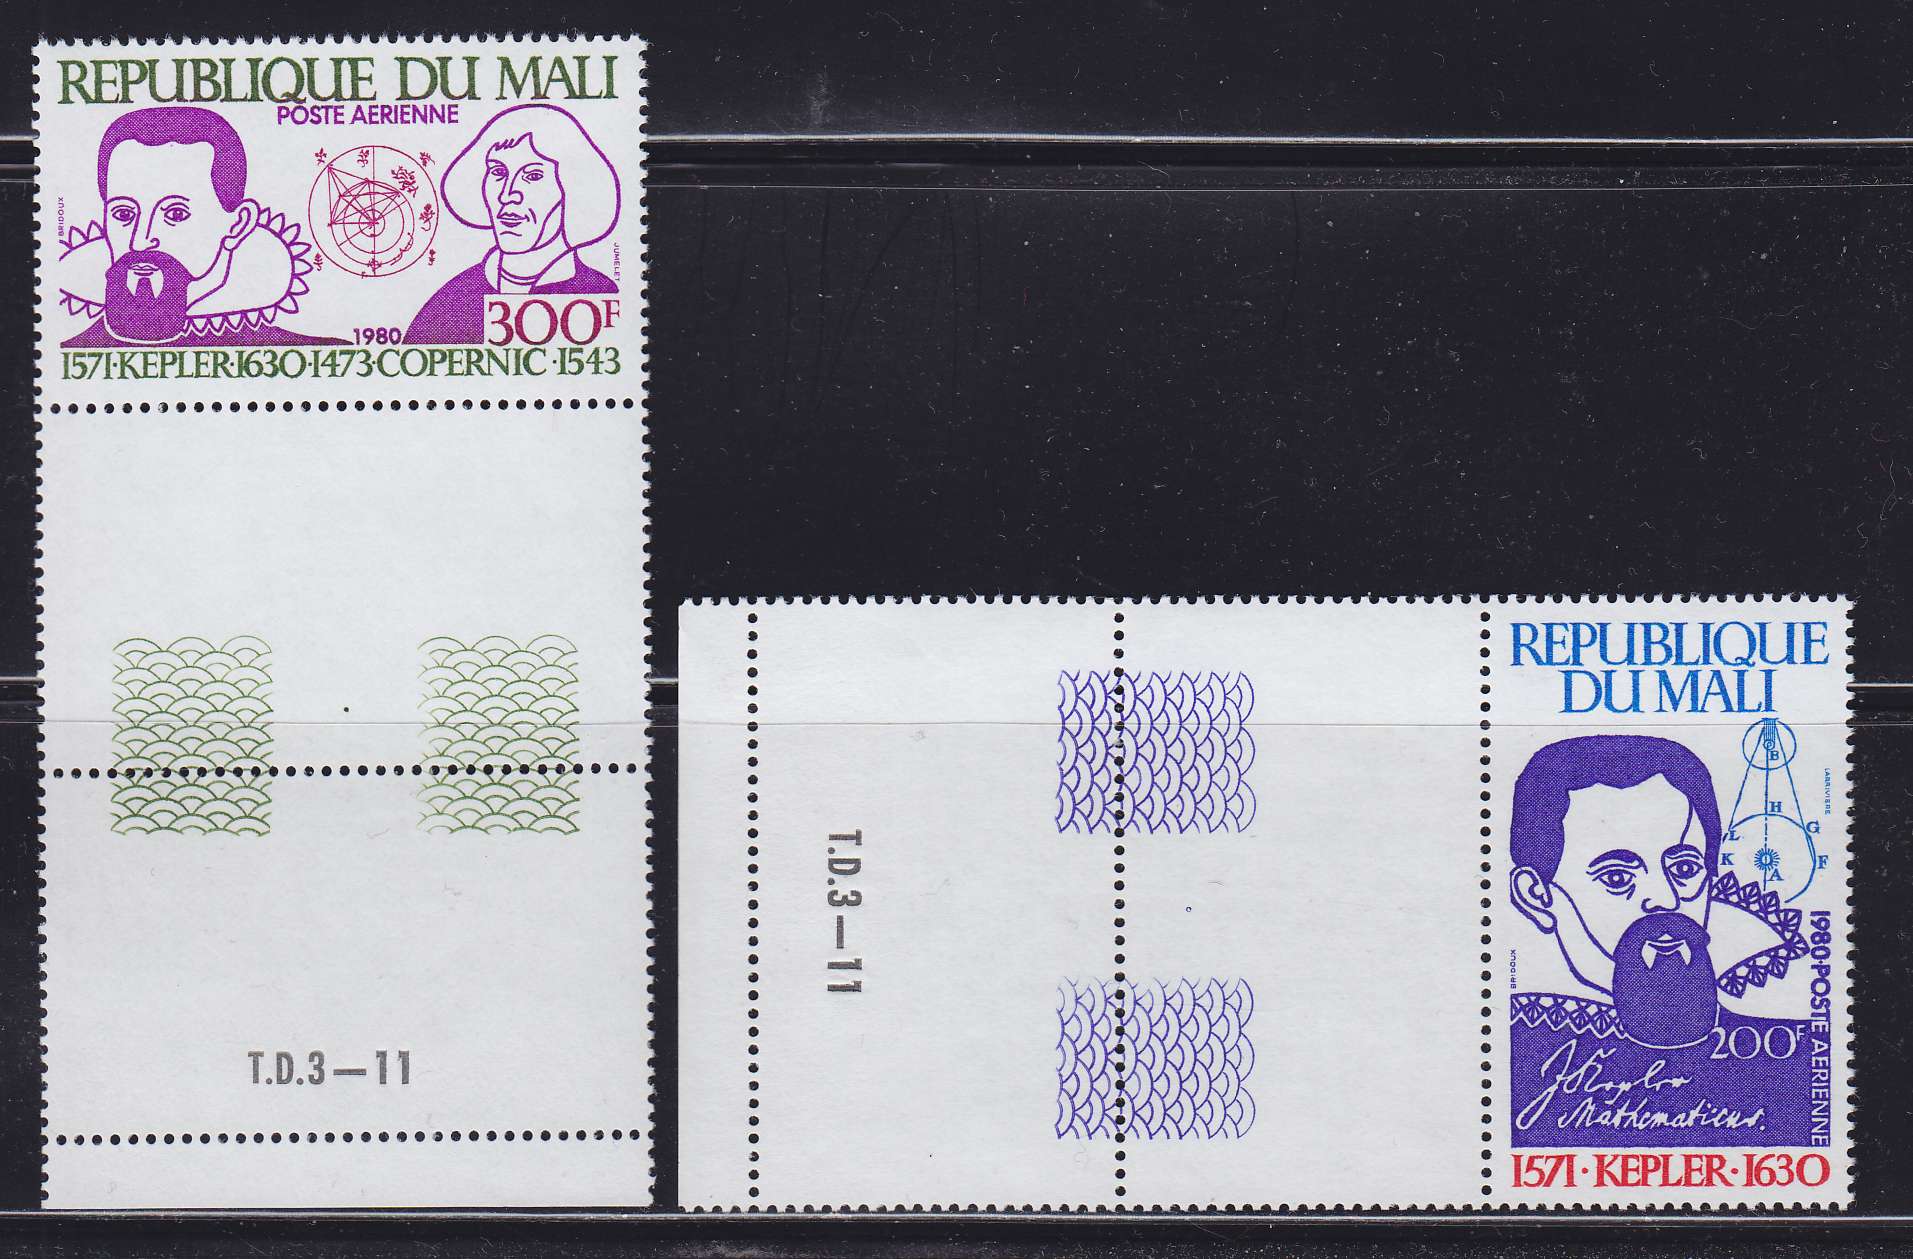 REPUBLIQUE DU MALI
POSTE AERIENNE
BRIDOUX
JUMELET
300F
1980
1571·KEPLER·1630·1473·COPERNIC·1543
T.D.3—11
T.D.3—11
REPUBLIQUE
DU MALI
B
LARRIVIERE
H
L G
K F
A
1980·POSTE AERIENNE
BRIDOUX
200F
J Kepler
Mathematicus.
1571·KEPLER·1630